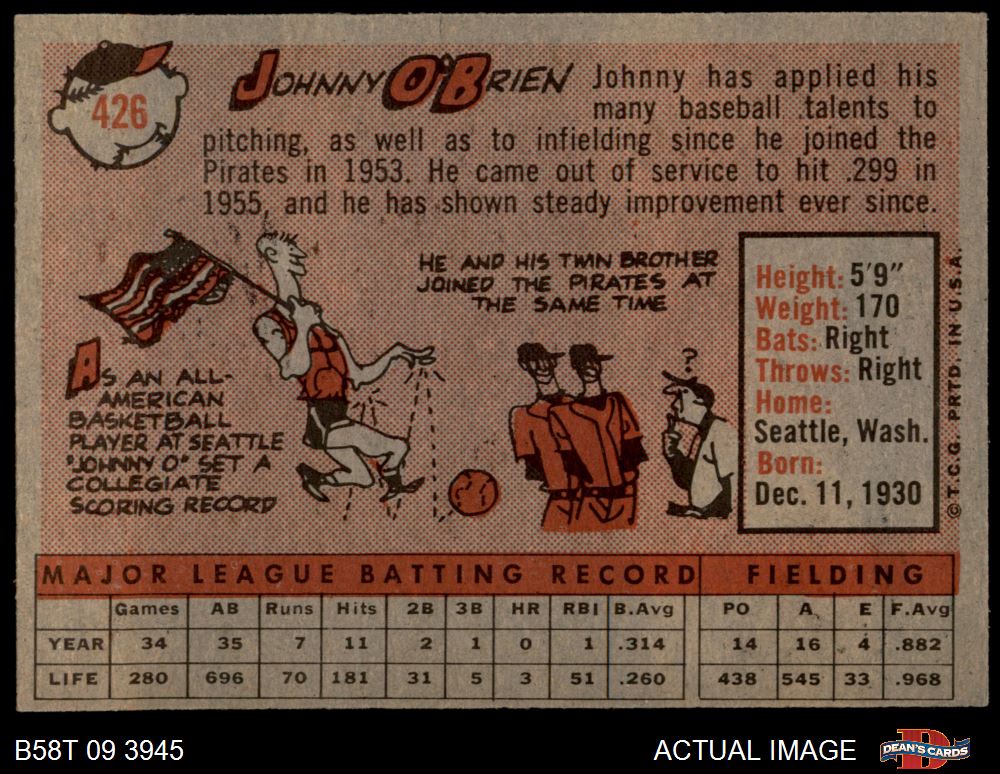 426
JOHNNY O'BRIEN
Johnny has applied his
many baseball talents to
pitching, as well as to infielding since he joined the
Pirates in 1953. He came out of service to hit .299 in
1955, and he has shown steady improvement ever since.
HE AND HIS TWIN BROTHER
JOINED THE PIRATES AT
THE SAME TIME
?
AS AN ALL-
AMERICAN
BASKETBALL
PLAYER AT SEATTLE
"JOHNNY O" SET A
COLLEGIATE
SCORING RECORD
Height: 5'9"
Weight: 170
Bats: Right
Throws: Right
Home:
Seattle, Wash.
Born:
Dec. 11, 1930
© T.C.G. PRTD. IN U.S.A.
MAJOR LEAGUE BATTING RECORD FIELDING
Games AB Runs Hits 2B 3B HR RBI B.Avg PO A E F.Avg
YEAR 34 35 7 11 2 1 0 1 .314 14 16 4 .882
LIFE 280 696 70 181 31 5 3 51 .260 438 545 33 .968
B58T 09 3945
ACTUAL IMAGE
DEAN'S CARDS